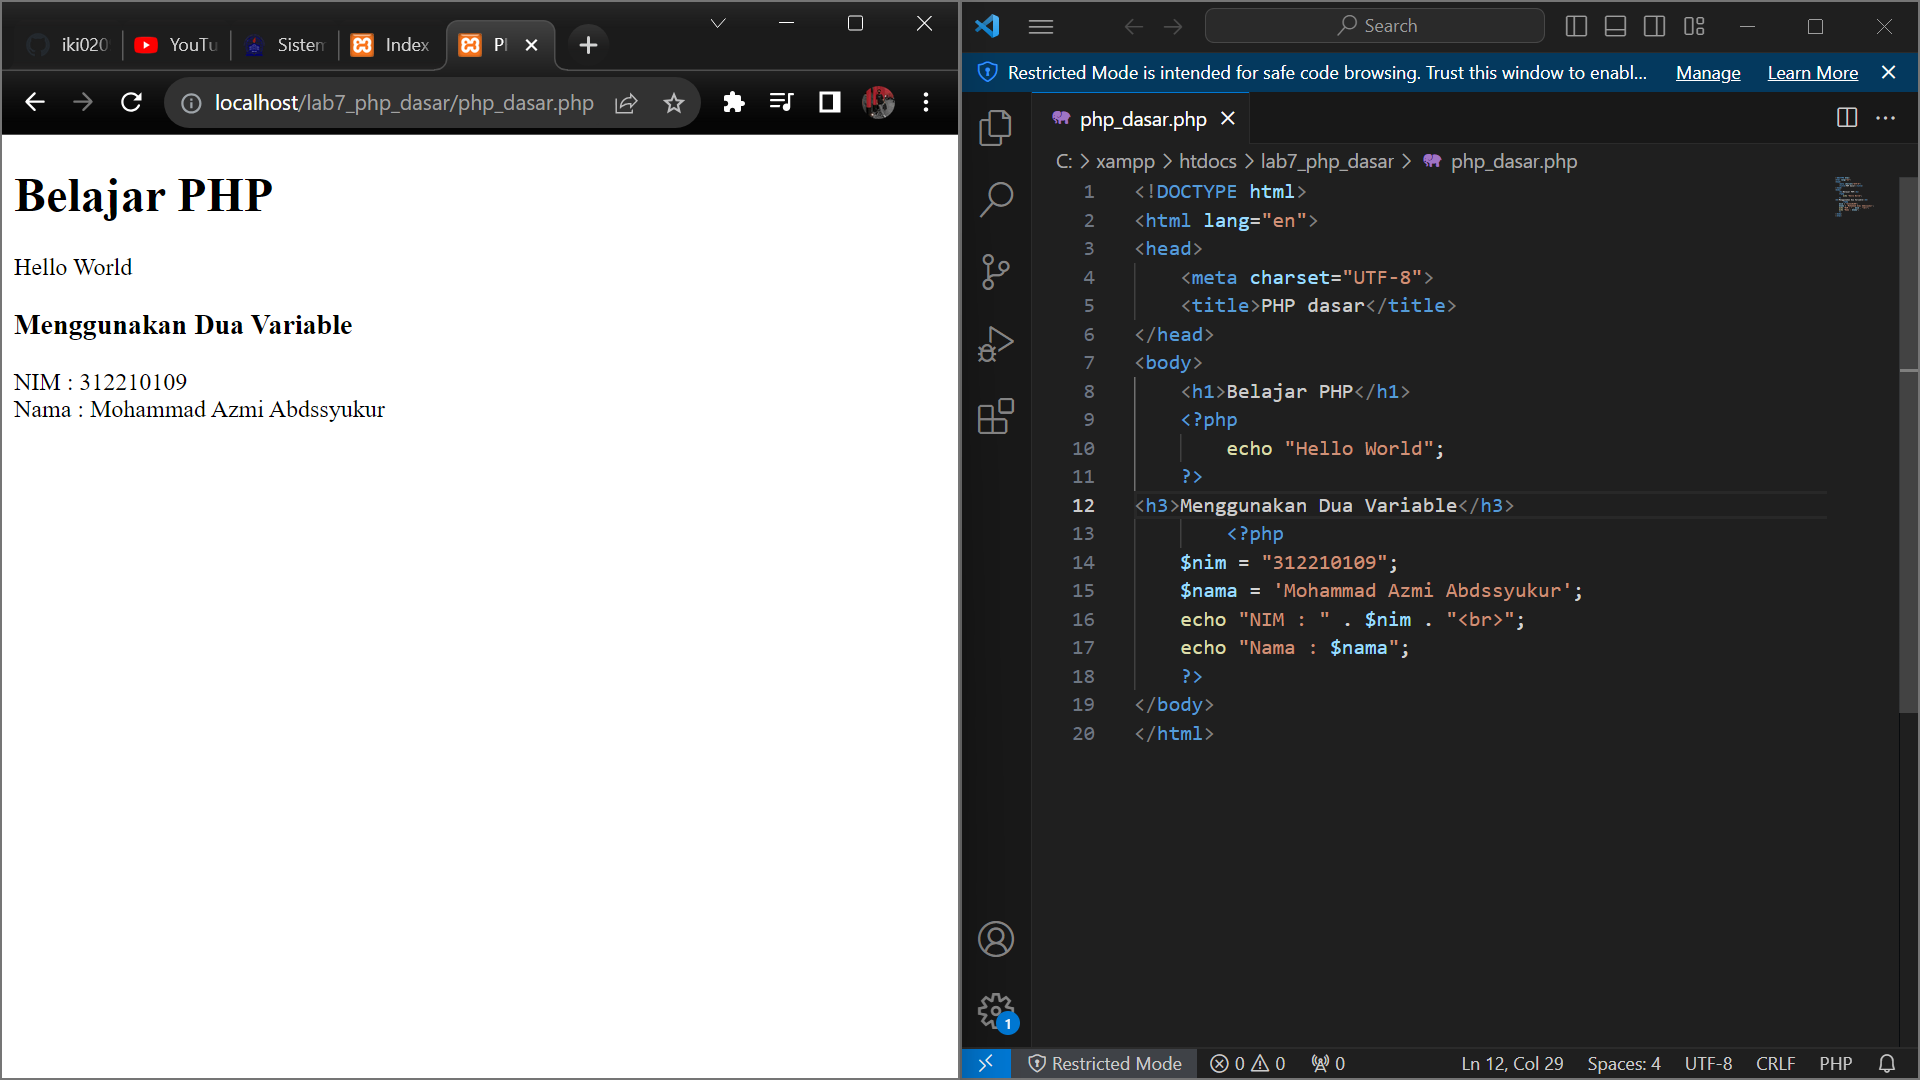 iki020
YouTu
Sistem
Index
localhost/lab7_php_dasar/php_dasar.php
Belajar PHP
Hello World
Menggunakan Dua Variable
NIM : 312210109
Nama : Mohammad Azmi Abdssyukur
Search
Restricted Mode is intended for safe code browsing. Trust this window to enabl... Manage Learn More
php_dasar.php
C: > xampp > htdocs > lab7_php_dasar > php_dasar.php
1 <!DOCTYPE html>
2 <html lang="en">
3 <head>
4 <meta charset="UTF-8">
5 <title>PHP dasar</title>
6 </head>
7 <body>
8 <h1>Belajar PHP</h1>
9 <?php
10 echo "Hello World";
11 ?>
12 <h3>Menggunakan Dua Variable</h3>
13 <?php
14 $nim = "312210109";
15 $nama = 'Mohammad Azmi Abdssyukur';
16 echo "NIM : " . $nim . "<br>";
17 echo "Nama : $nama";
18 ?>
19 </body>
20 </html>
1
Restricted Mode 0 0 0 Ln 12, Col 29 Spaces: 4 UTF-8 CRLF PHP